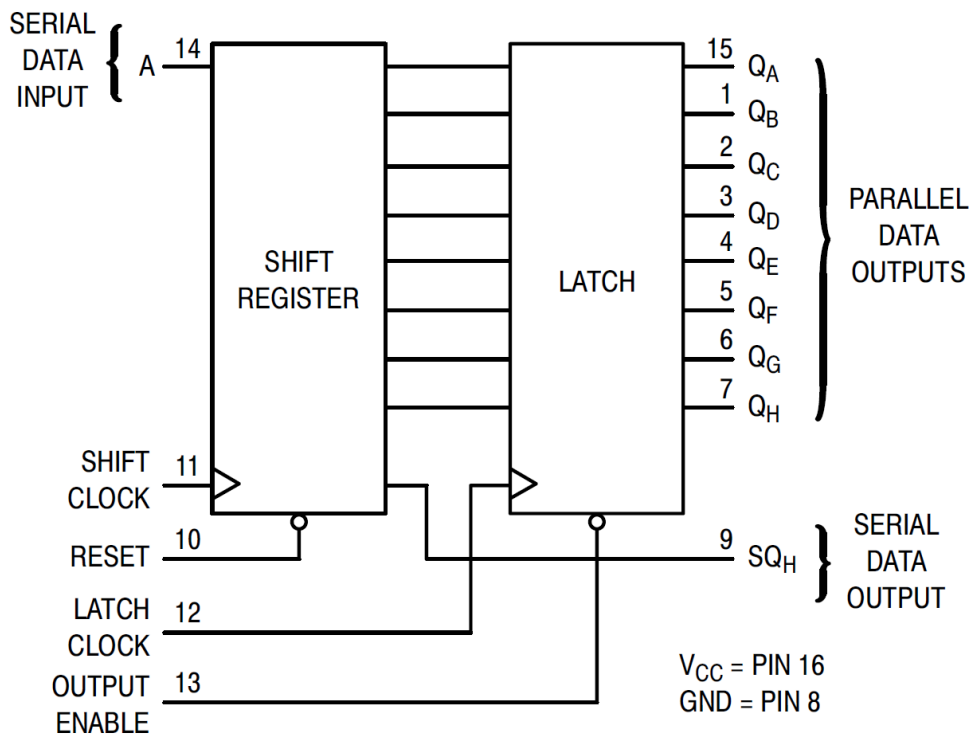 SERIAL
DATA
INPUT
A
14
SHIFT
REGISTER
LATCH
15
QA
1
QB
2
QC
3
QD
4
QE
5
QF
6
QG
7
QH
PARALLEL
DATA
OUTPUTS
SHIFT
CLOCK
11
RESET
10
LATCH
CLOCK
12
OUTPUT
ENABLE
13
9
SQH
SERIAL
DATA
OUTPUT
VCC = PIN 16
GND = PIN 8